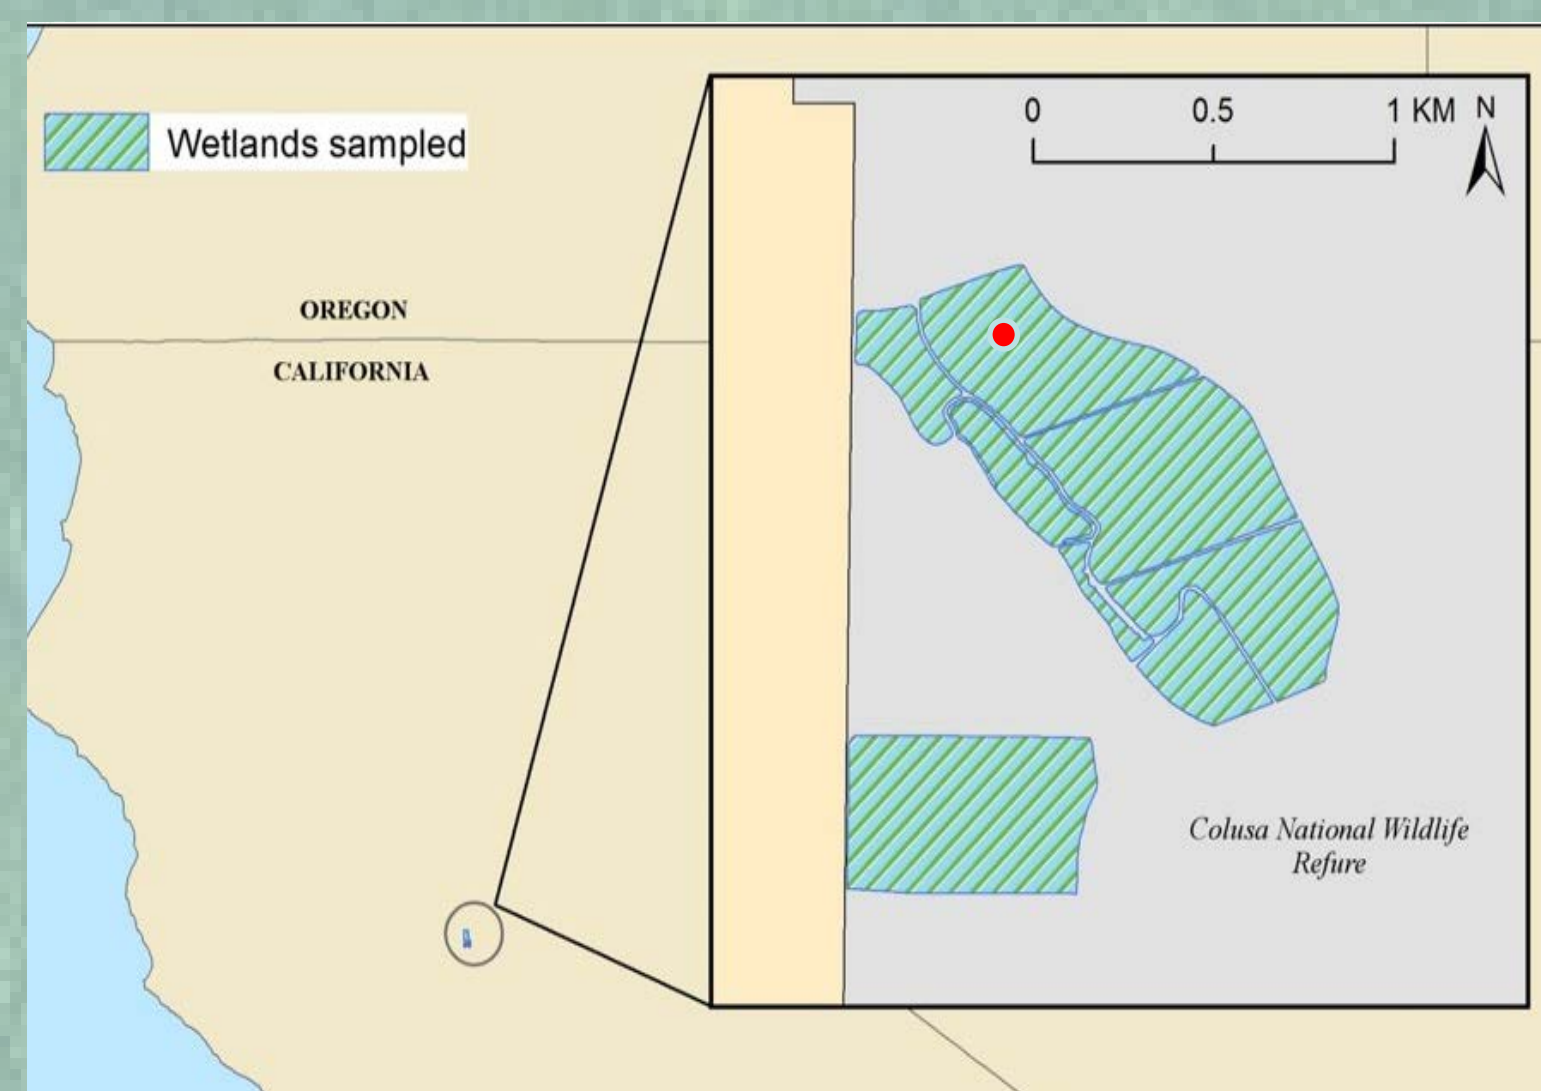 Wetlands sampled
0 0.5 1 KM N
OREGON
CALIFORNIA
Colusa National Wildlife
Refure